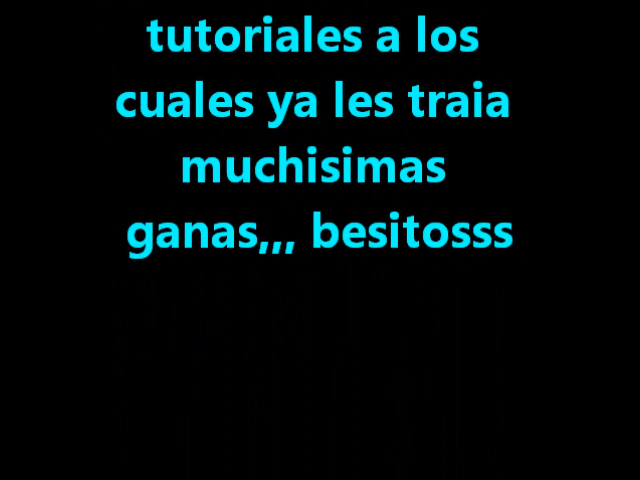 tutoriales a los
cuales ya les traia
muchisimas
ganas,,, besitosss